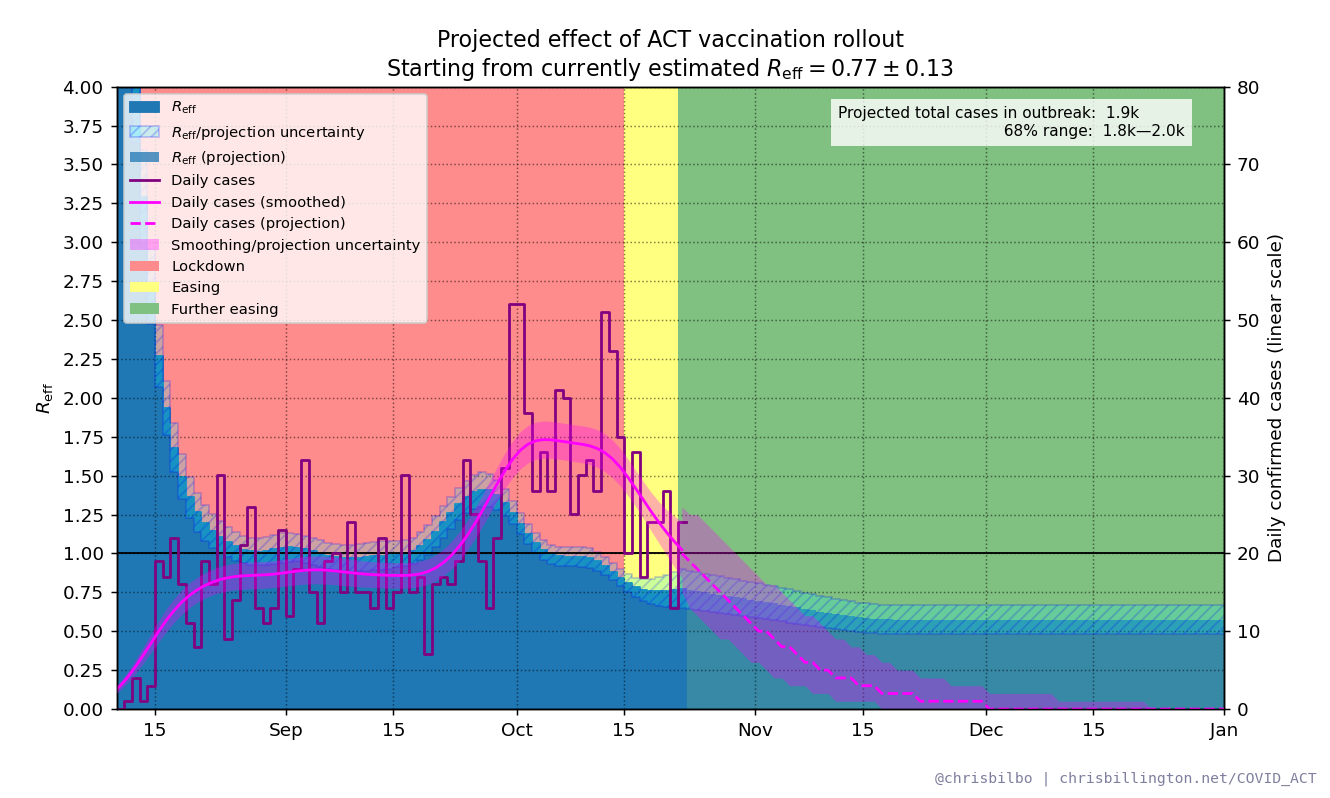 Projected effect of ACT vaccination rollout
Starting from currently estimated R_eff = 0.77 ± 0.13
R_eff
R_eff/projection uncertainty
R_eff (projection)
Daily cases
Daily cases (smoothed)
Daily cases (projection)
Smoothing/projection uncertainty
Lockdown
Easing
Further easing
Projected total cases in outbreak: 1.9k
68% range: 1.8k—2.0k
4.00
3.75
3.50
3.25
3.00
2.75
2.50
2.25
2.00
1.75
1.50
1.25
1.00
0.75
0.50
0.25
0.00
R_eff
80
70
60
50
40
30
20
10
0
Daily confirmed cases (linear scale)
15 Sep 15 Oct 15 Nov 15 Dec 15 Jan
@chrisbilbo | chrisbillington.net/COVID_ACT